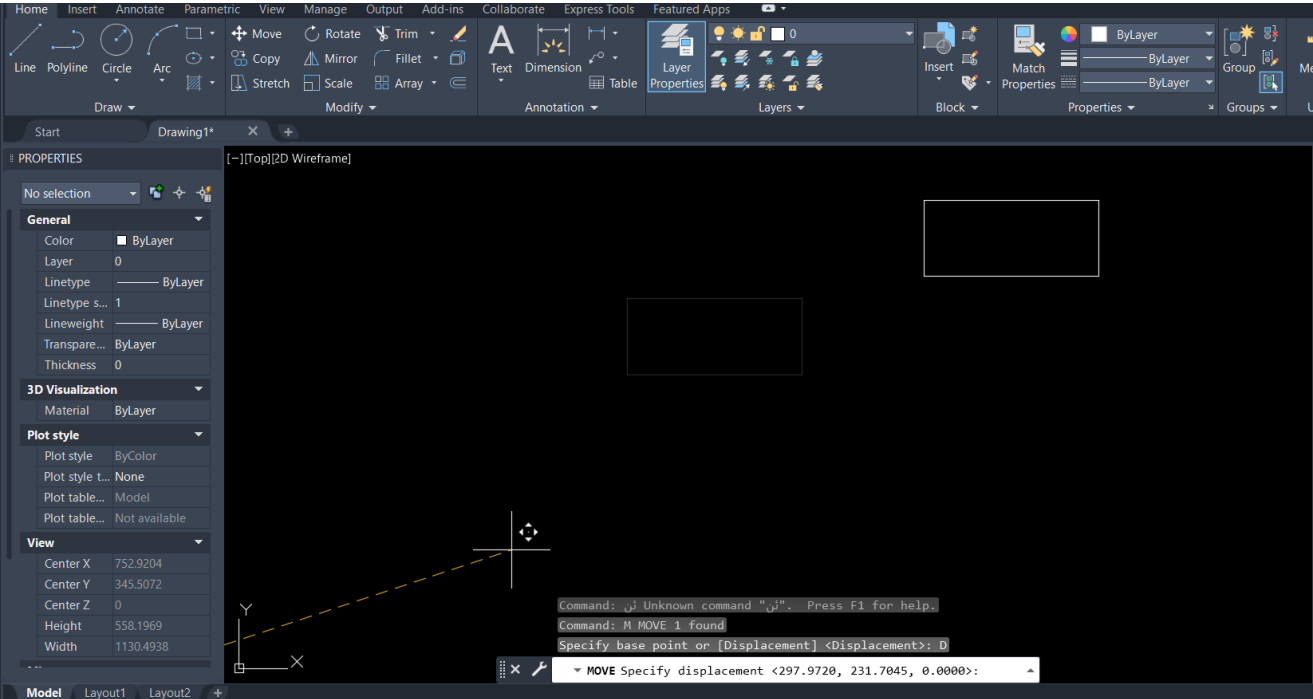 Home Insert Annotate Parametric View Manage Output Add-ins Collaborate Express Tools Featured Apps
Line Polyline Circle Arc
Draw
Move Rotate Trim
Copy Mirror Fillet
Stretch Scale Array
Modify
Text Dimension Table
Annotation
Layer Properties
0
Layers
Insert
Block
Match Properties
ByLayer
ByLayer
ByLayer
Properties
Group
Groups
Start Drawing1*
PROPERTIES
[−][Top][2D Wireframe]
No selection
General
Color ByLayer
Layer 0
Linetype ByLayer
Linetype s... 1
Lineweight ByLayer
Transpare... ByLayer
Thickness 0
3D Visualization
Material ByLayer
Plot style
Plot style ByColor
Plot style t... None
Plot table... Model
Plot table... Not available
View
Center X 752.9204
Center Y 345.5072
Center Z 0
Height 558.1969
Width 1130.4938
Y
X
Command: ئن Unknown command "ئن". Press F1 for help.
Command: M MOVE 1 found
Specify base point or [Displacement] <Displacement>: D
MOVE Specify displacement <297.9720, 231.7045, 0.0000>:
Model Layout1 Layout2